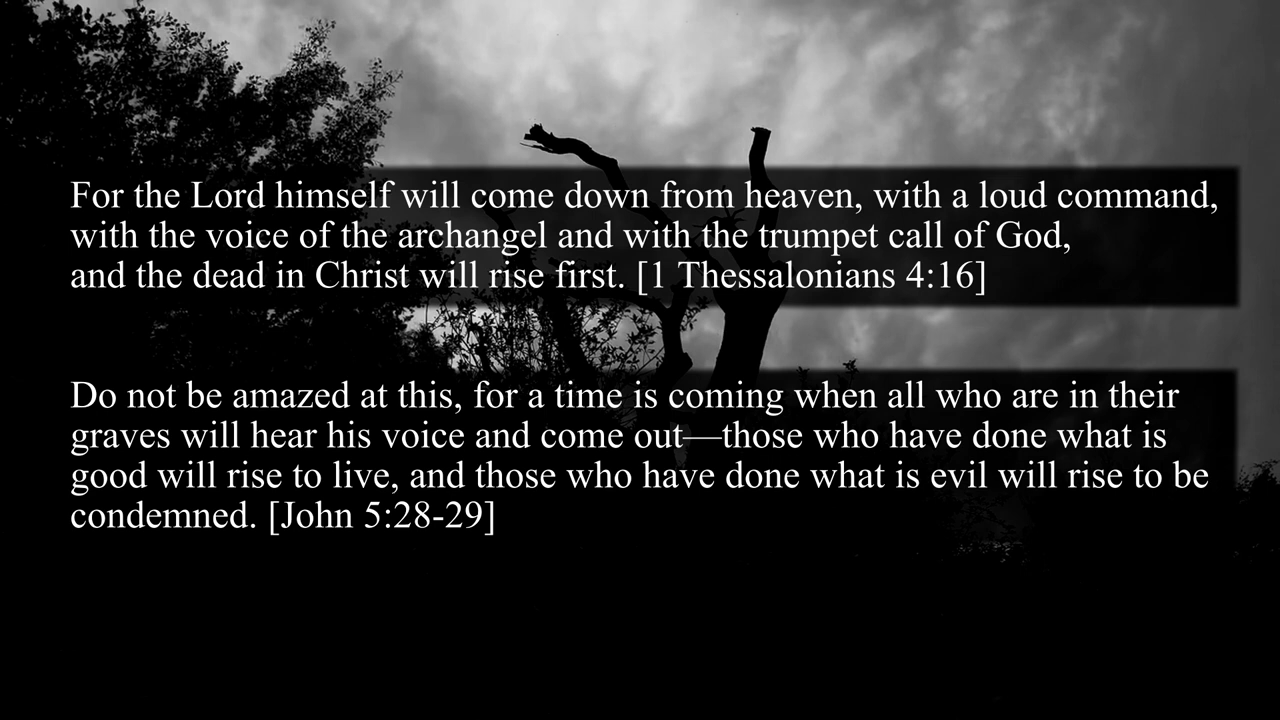 For the Lord himself will come down from heaven, with a loud command,
with the voice of the archangel and with the trumpet call of God,
and the dead in Christ will rise first. [1 Thessalonians 4:16]
Do not be amazed at this, for a time is coming when all who are in their
graves will hear his voice and come out—those who have done what is
good will rise to live, and those who have done what is evil will rise to be
condemned. [John 5:28-29]